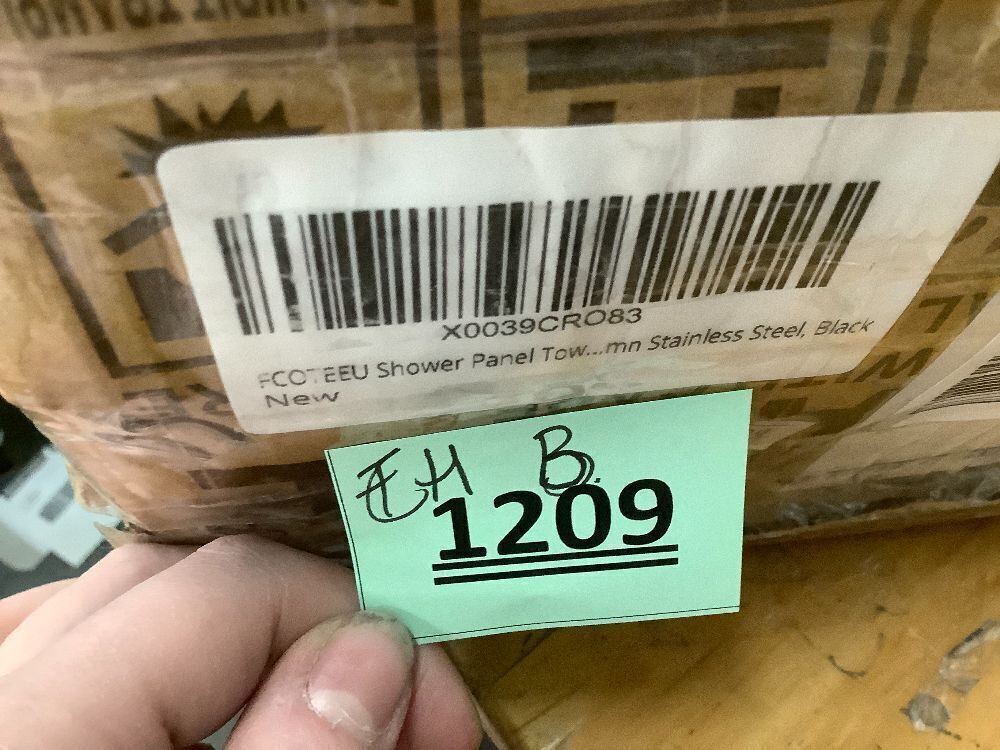 X0039CRO83
FCOTEEU Shower Panel Tow...mn Stainless Steel, Black
New
EH B.
1209